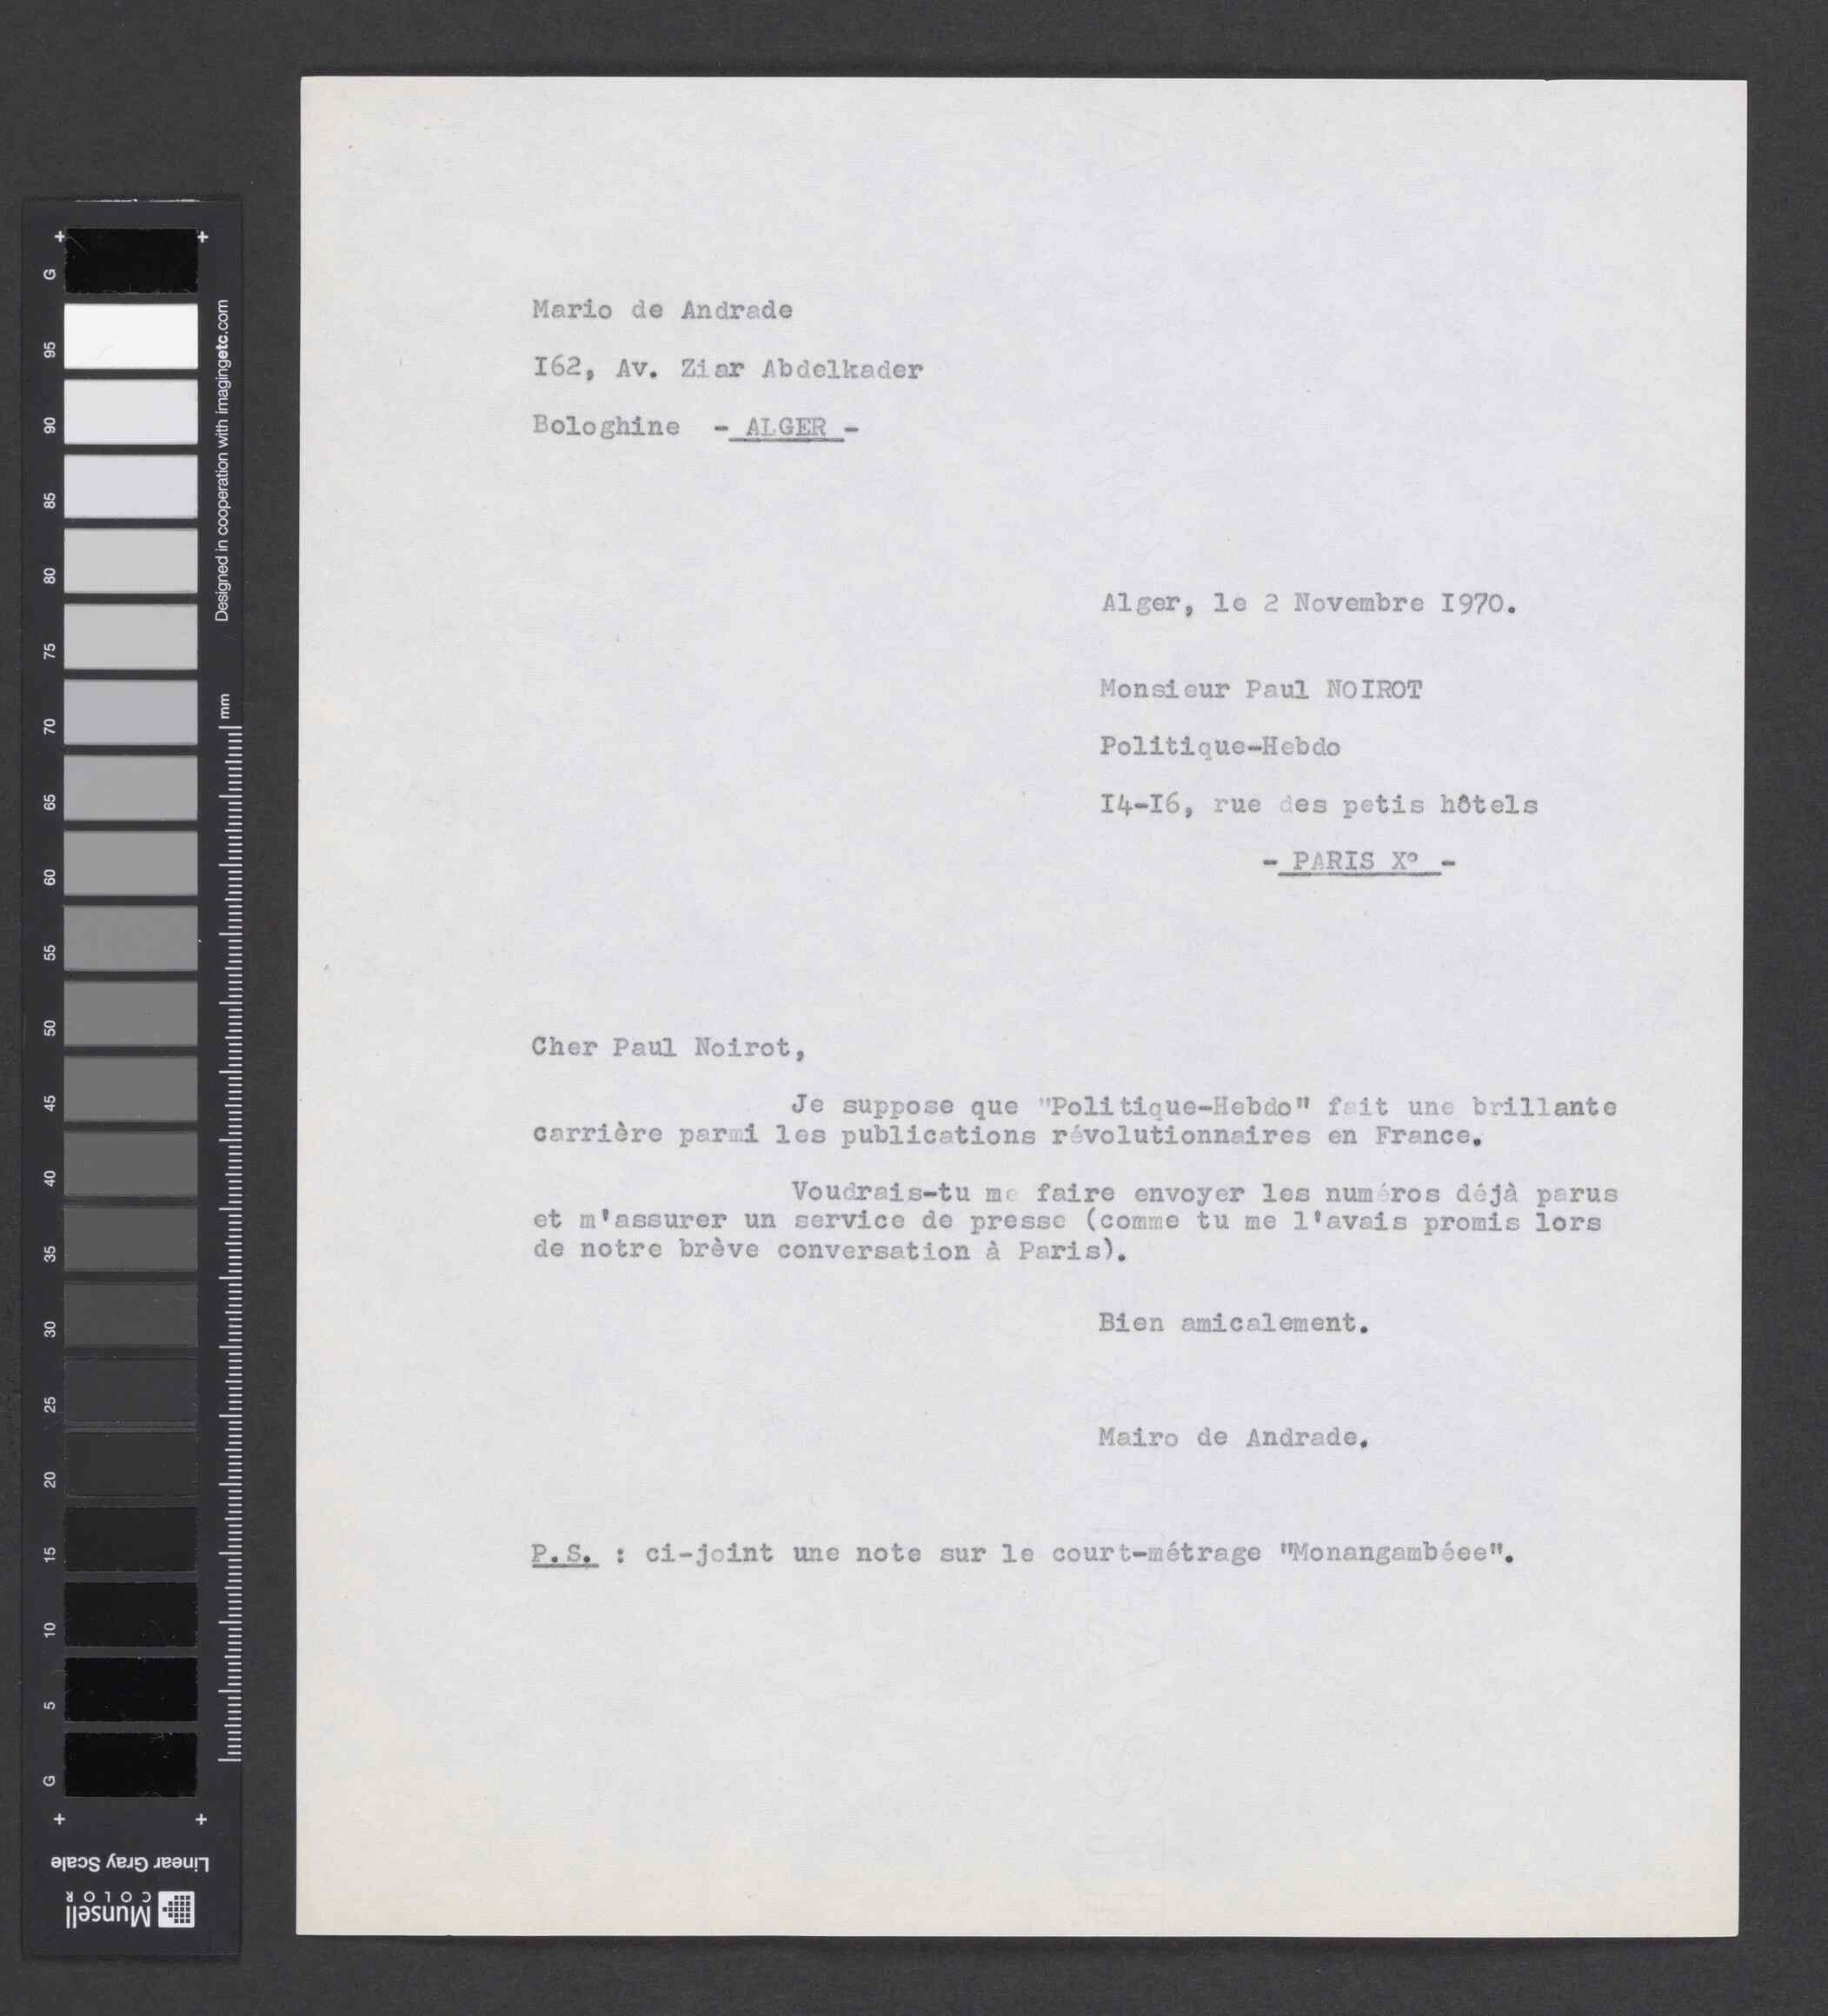 Mario de Andrade
I62, Av. Ziar Abdelkader
Bologhine - ALGER -
Alger, le 2 Novembre I970.
Monsieur Paul NOIROT
Politique-Hebdo
I4-I6, rue des petis hôtels
- PARIS X° -
Cher Paul Noirot,
Je suppose que "Politique-Hebdo" fait une brillante
carrière parmi les publications révolutionnaires en France.
Voudrais-tu me faire envoyer les numéros déjà parus
et m'assurer un service de presse (comme tu me l'avais promis lors
de notre brève conversation à Paris).
Bien amicalement.
Mairo de Andrade.
P.S. : ci-joint une note sur le court-métrage "Monangambéee".
G
95
90
85
80
75
70
65
60
55
50
45
40
35
30
25
20
15
10
5
G
Designed in cooperation with imagingetc.com
mm
Linear Gray Scale
Munsell
COLOR